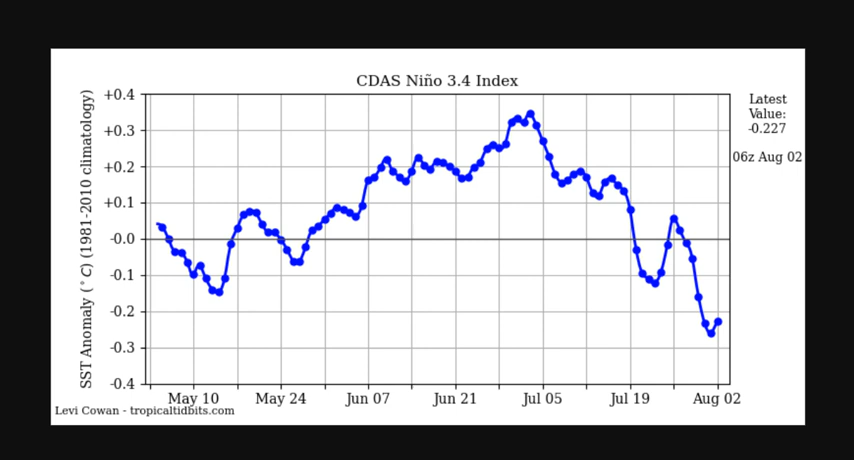 CDAS Niño 3.4 Index
SST Anomaly (°C) (1981-2010 climatology)
+0.4
+0.3
+0.2
+0.1
-0.0
-0.1
-0.2
-0.3
-0.4
May 10
May 24
Jun 07
Jun 21
Jul 05
Jul 19
Aug 02
Latest
Value:
-0.227
06z Aug 02
Levi Cowan - tropicaltidbits.com